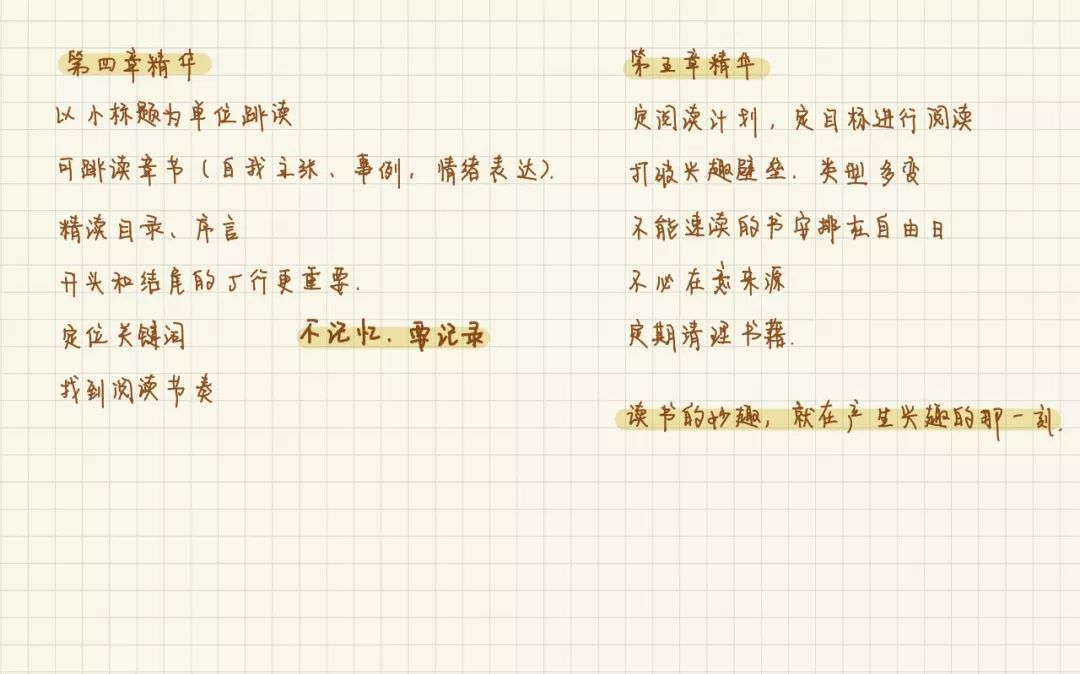 第四章精华
以小标题为单位跳读
可跳读章节（自我主张、事例，情绪表达）.
精读目录、序言
开头和结尾的5行更重要.
定位关键词
不记忆、要记录
找到阅读节奏
第五章精华
定阅读计划，定目标进行阅读
打破兴趣壁垒.类型多变
不能速读的书安排在自由日
不必在意来源
定期清理书籍.
读书的妙趣，就在产生兴趣的那一刻.